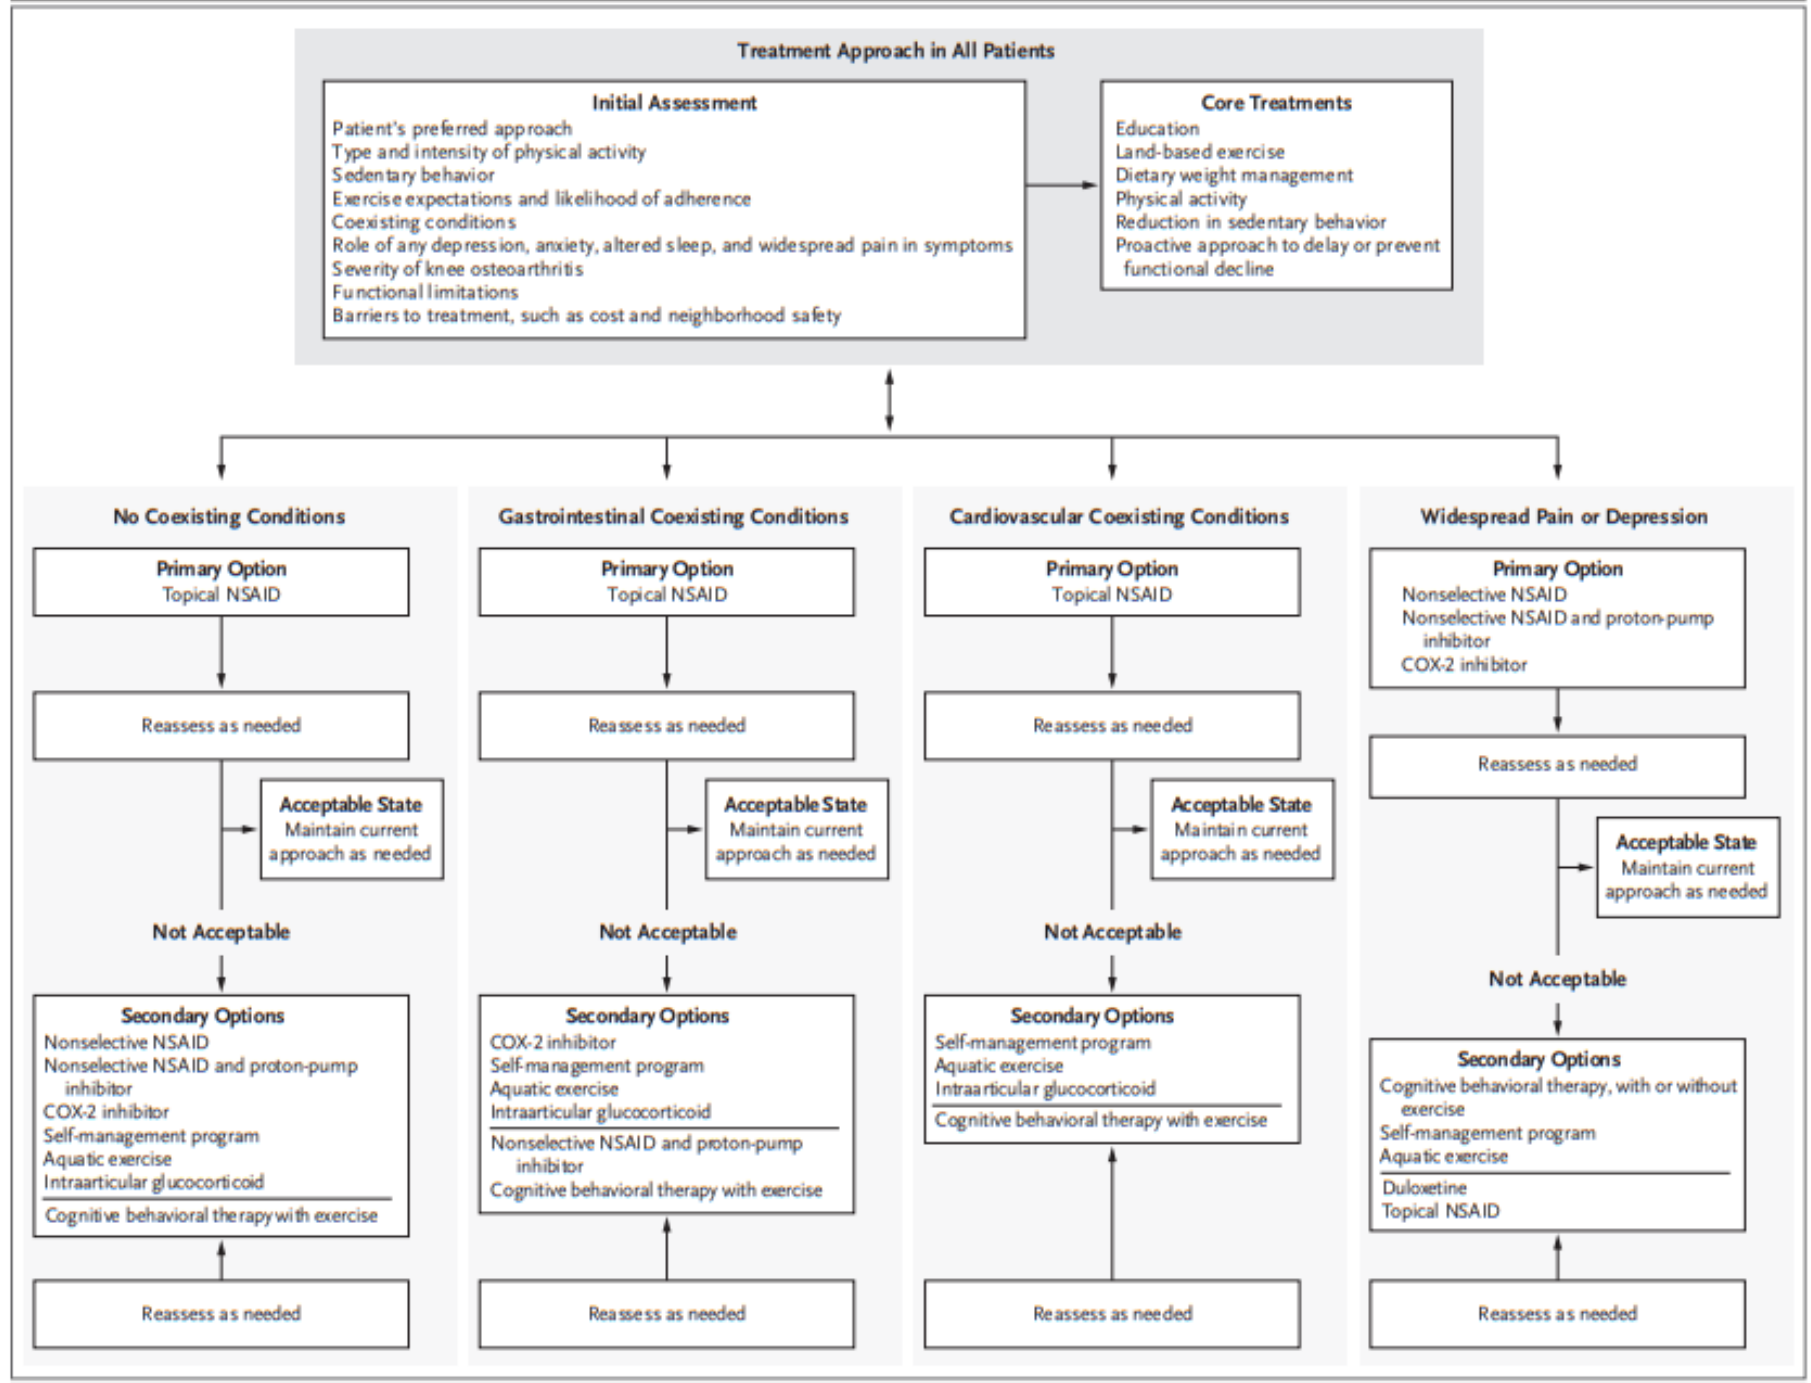 Treatment Approach in All Patients
Initial Assessment
Patient's preferred approach
Type and intensity of physical activity
Sedentary behavior
Exercise expectations and likelihood of adherence
Coexisting conditions
Role of any depression, anxiety, altered sleep, and widespread pain in symptoms
Severity of knee osteoarthritis
Functional limitations
Barriers to treatment, such as cost and neighborhood safety
Core Treatments
Education
Land-based exercise
Dietary weight management
Physical activity
Reduction in sedentary behavior
Proactive approach to delay or prevent
functional decline
No Coexisting Conditions
Primary Option
Topical NSAID
Reassess as needed
Acceptable State
Maintain current
approach as needed
Not Acceptable
Secondary Options
Nonselective NSAID
Nonselective NSAID and proton-pump
inhibitor
COX-2 inhibitor
Self-management program
Aquatic exercise
Intraarticular glucocorticoid
Cognitive behavioral therapy with exercise
Reassess as needed
Gastrointestinal Coexisting Conditions
Primary Option
Topical NSAID
Reassess as needed
Acceptable State
Maintain current
approach as needed
Not Acceptable
Secondary Options
COX-2 inhibitor
Self-management program
Aquatic exercise
Intraarticular glucocorticoid
Nonselective NSAID and proton-pump
inhibitor
Cognitive behavioral therapy with exercise
Reassess as needed
Cardiovascular Coexisting Conditions
Primary Option
Topical NSAID
Reassess as needed
Acceptable State
Maintain current
approach as needed
Not Acceptable
Secondary Options
Self-management program
Aquatic exercise
Intraarticular glucocorticoid
Cognitive behavioral therapy with exercise
Reassess as needed
Widespread Pain or Depression
Primary Option
Nonselective NSAID
Nonselective NSAID and proton-pump
inhibitor
COX-2 inhibitor
Reassess as needed
Acceptable State
Maintain current
approach as needed
Not Acceptable
Secondary Options
Cognitive behavioral therapy, with or without
exercise
Self-management program
Aquatic exercise
Duloxetine
Topical NSAID
Reassess as needed